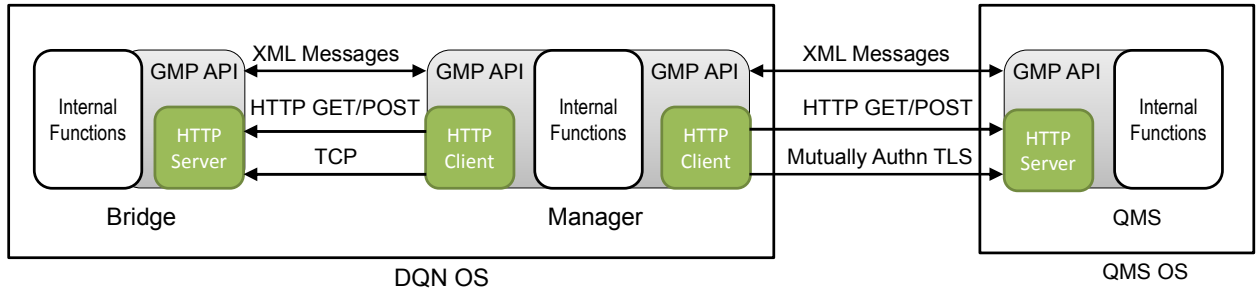 XML Messages
XML Messages
GMP API
GMP API
GMP API
GMP API
Internal
Functions
HTTP GET/POST
Internal
Functions
HTTP GET/POST
Internal
Functions
HTTP
Server
HTTP
Client
HTTP
Client
HTTP
Server
TCP
Mutually Authn TLS
Bridge
Manager
QMS
DQN OS
QMS OS